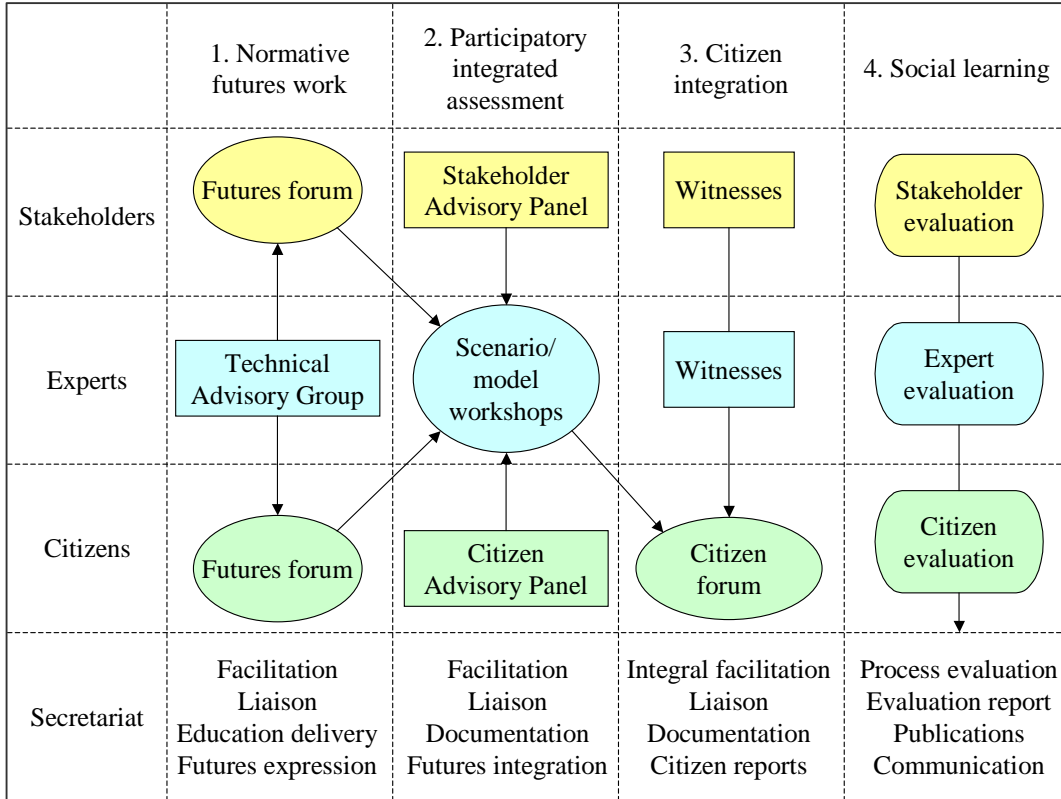 1. Normative
futures work
2. Participatory
integrated
assessment
3. Citizen
integration
4. Social learning
Stakeholders
Futures forum
Stakeholder
Advisory Panel
Witnesses
Stakeholder
evaluation
Experts
Technical
Advisory Group
Scenario/
model
workshops
Witnesses
Expert
evaluation
Citizens
Futures forum
Citizen
Advisory Panel
Citizen
forum
Citizen
evaluation
Secretariat
Facilitation
Liaison
Education delivery
Futures expression
Facilitation
Liaison
Documentation
Futures integration
Integral facilitation
Liaison
Documentation
Citizen reports
Process evaluation
Evaluation report
Publications
Communication